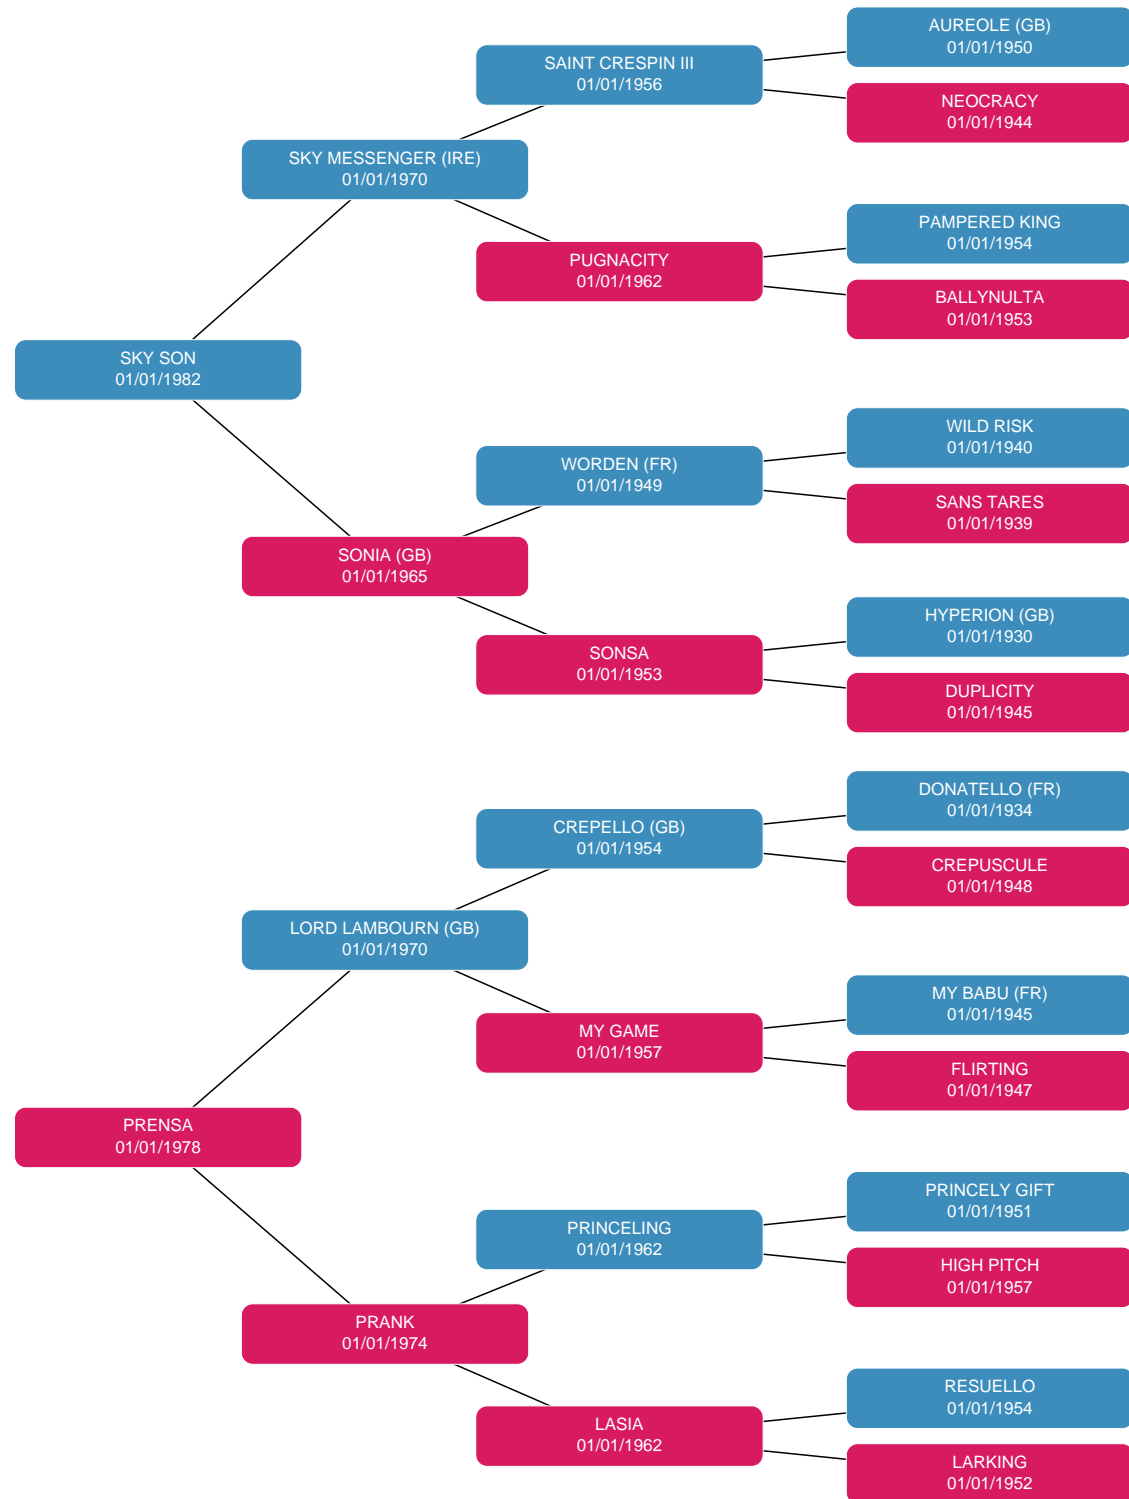 AUREOLE (GB)
01/01/1950
SAINT CRESPIN III
01/01/1956
NEOCRACY
01/01/1944
SKY MESSENGER (IRE)
01/01/1970
PAMPERED KING
01/01/1954
PUGNACITY
01/01/1962
BALLYNULTA
01/01/1953
SKY SON
01/01/1982
WILD RISK
01/01/1940
WORDEN (FR)
01/01/1949
SANS TARES
01/01/1939
SONIA (GB)
01/01/1965
HYPERION (GB)
01/01/1930
SONSA
01/01/1953
DUPLICITY
01/01/1945
DONATELLO (FR)
01/01/1934
CREPELLO (GB)
01/01/1954
CREPUSCULE
01/01/1948
LORD LAMBOURN (GB)
01/01/1970
MY BABU (FR)
01/01/1945
MY GAME
01/01/1957
FLIRTING
01/01/1947
PRENSA
01/01/1978
PRINCELY GIFT
01/01/1951
PRINCELING
01/01/1962
HIGH PITCH
01/01/1957
PRANK
01/01/1974
RESUELLO
01/01/1954
LASIA
01/01/1962
LARKING
01/01/1952